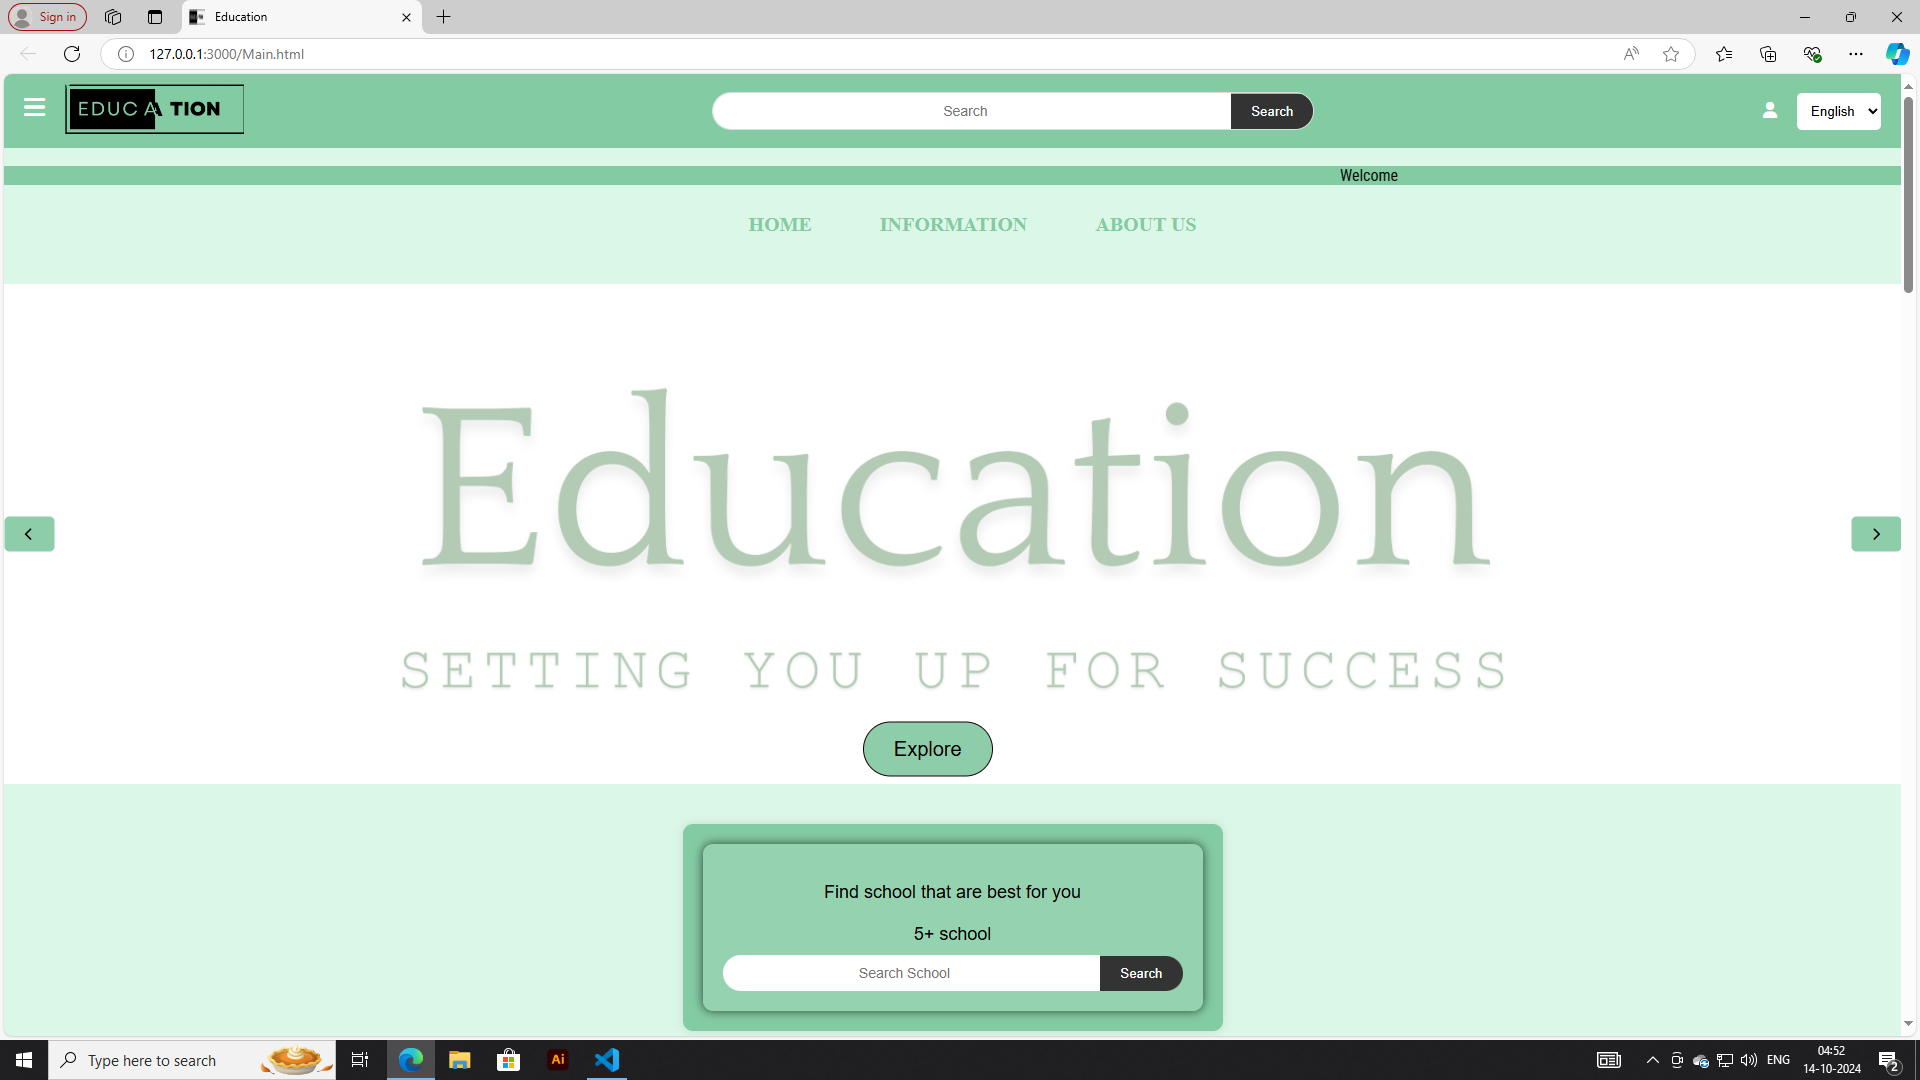 Sign in
Education
127.0.0.1:3000/Main.html
EDUCATION
Search
Search
English
Welcome
HOME INFORMATION ABOUT US
Education
SETTING YOU UP FOR SUCCESS
Explore
Find school that are best for you
5+ school
Search School
Search
Type here to search
Ai
ENG
04:52
14-10-2024
2